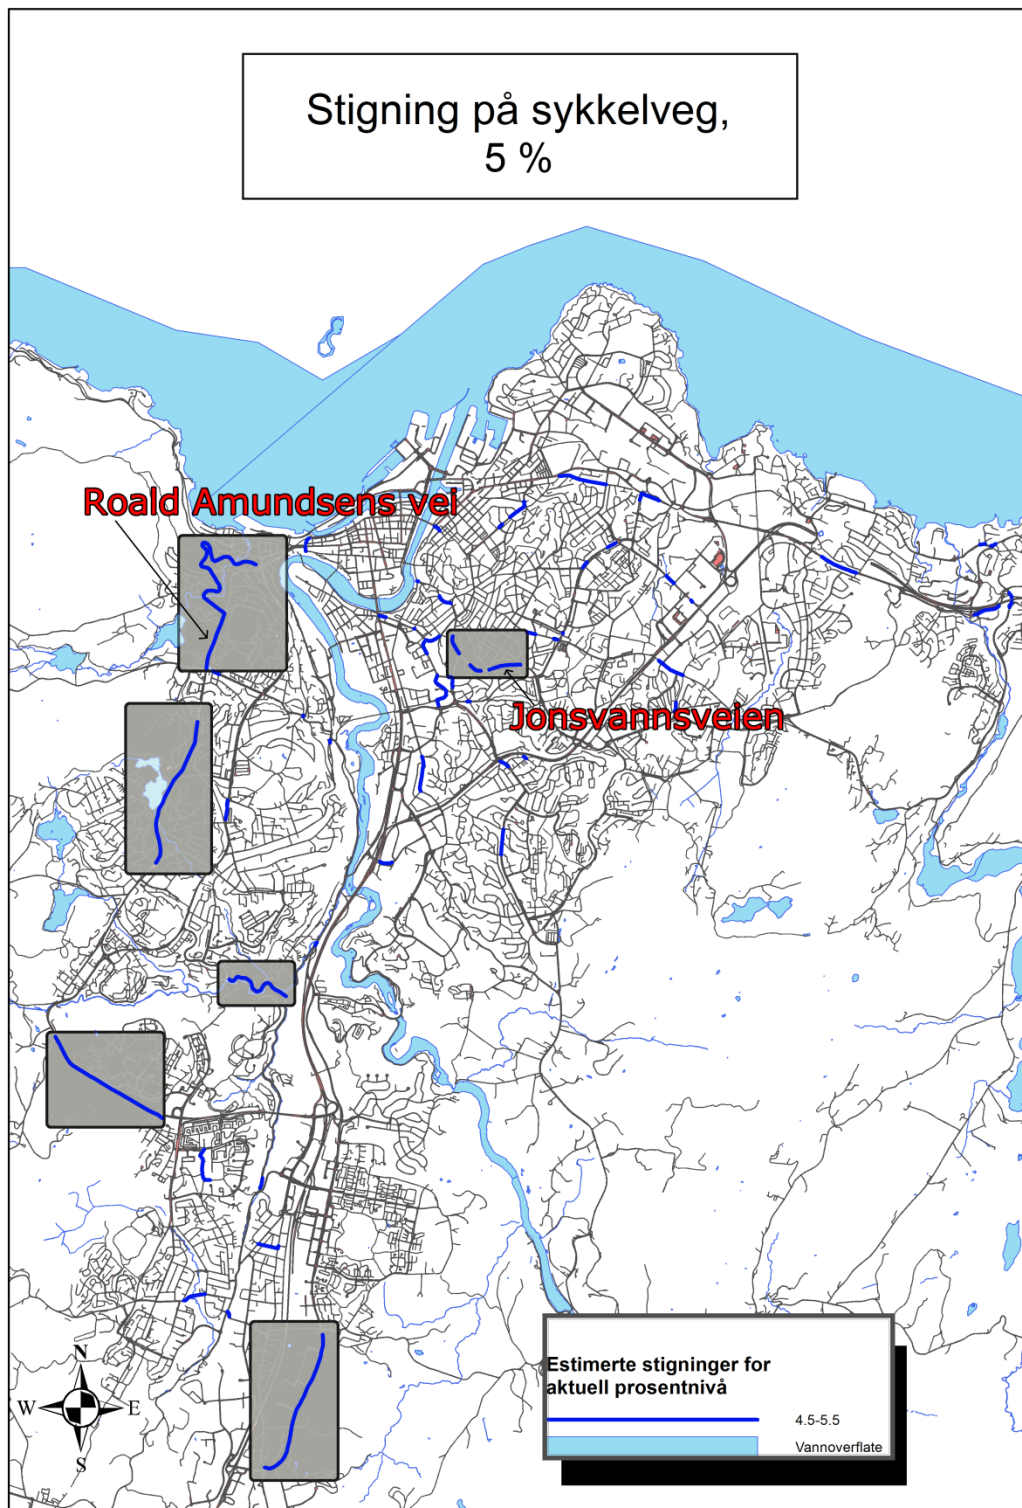 Stigning på sykkelveg,
5 %
Roald Amundsens vei
Jonsvannsveien
Estimerte stigninger for
aktuell prosentnivå
4.5-5.5
Vannoverflate
N
W
E
S